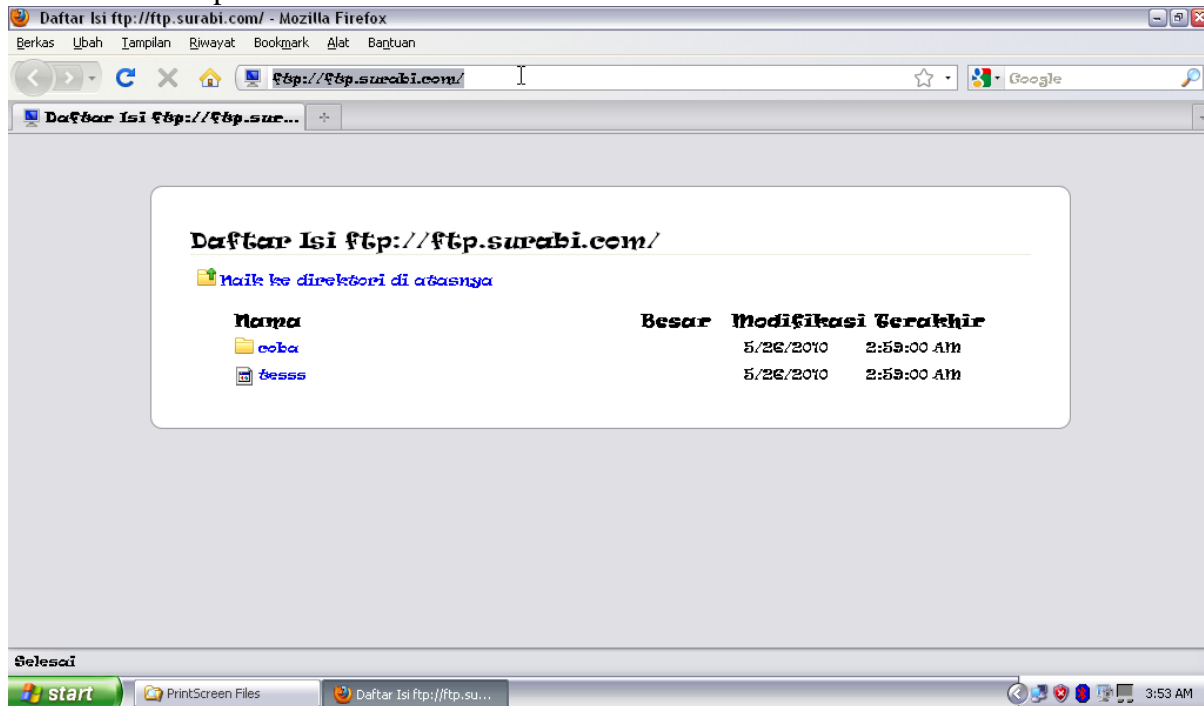 Daftar Isi ftp://ftp.surabi.com/ - Mozilla Firefox
Berkas Ubah Tampilan Riwayat Bookmark Alat Bantuan
ftp://ftp.surabi.com/ Google
Daftar Isi ftp://ftp.sur...
Daftar Isi ftp://ftp.surabi.com/
Naik ke direktori di atasnya
Nama Besar Modifikasi Terakhir
coba 5/26/2010 2:59:00 AM
tesss 5/26/2010 2:59:00 AM
Selesai
start PrintScreen Files Daftar Isi ftp://ftp.su... 3:53 AM